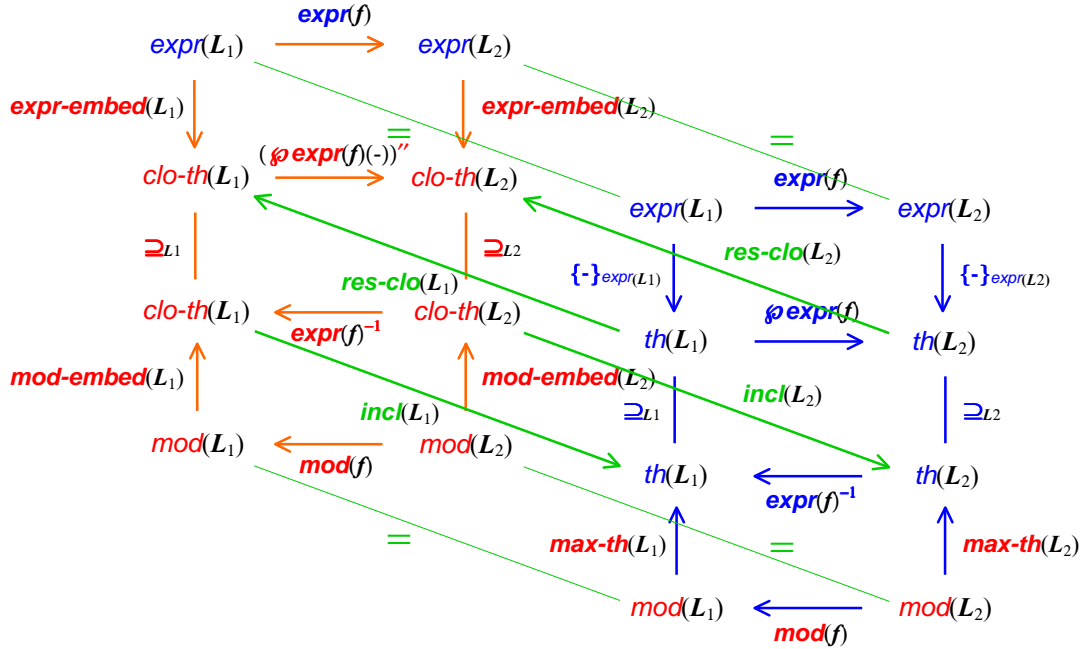 expr(f)
expr(L1) expr(L2)
expr-embed(L1) expr-embed(L2)
= =
(℘ expr(f)(-))″
clo-th(L1) clo-th(L2) expr(f)
expr(L1) expr(L2)
⊇L1 ⊇L2 res-clo(L2)
res-clo(L1) {-}expr(L1) {-}expr(L2)
clo-th(L1) clo-th(L2) ℘ expr(f)
expr(f)⁻¹ th(L1) th(L2)
mod-embed(L1) mod-embed(L2)
incl(L1) ⊇L1 incl(L2) ⊇L2
mod(L1) mod(L2)
mod(f) th(L1) th(L2)
expr(f)⁻¹
= max-th(L1) = max-th(L2)
mod(L1) mod(L2)
mod(f)